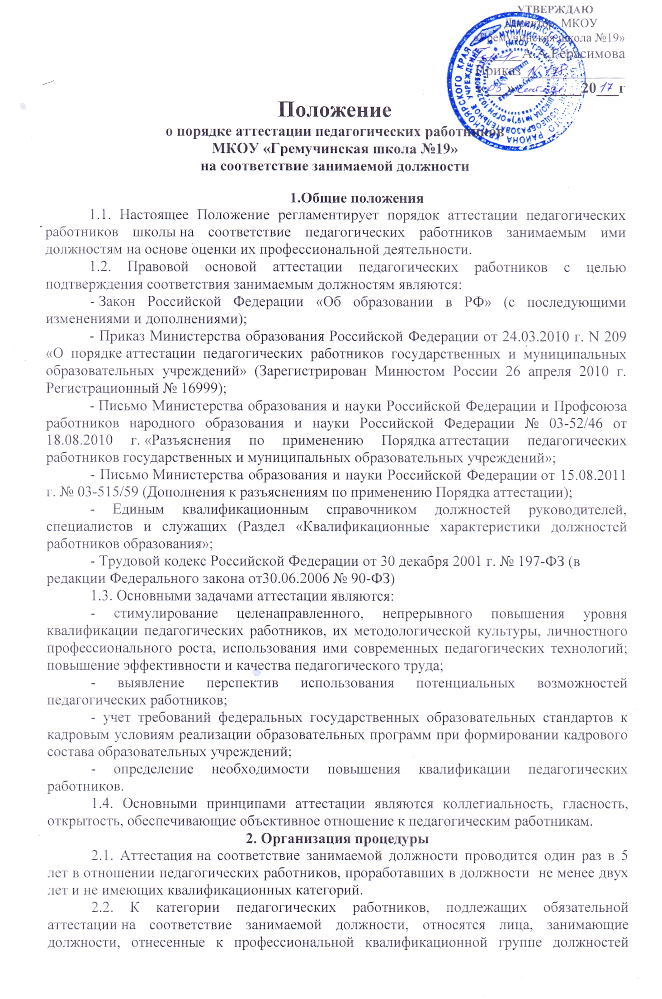 УТВЕРЖДАЮ
Директор МКОУ
«Гремучинская школа №19»
А.А. Герасимова
Приказ № 178
«05» сентября 2017 г
Положение
о порядке аттестации педагогических работников
МКОУ «Гремучинская школа №19»
на соответствие занимаемой должности
1.Общие положения
1.1. Настоящее Положение регламентирует порядок аттестации педагогических
работников школы на соответствие педагогических работников занимаемым ими
должностям на основе оценки их профессиональной деятельности.
1.2. Правовой основой аттестации педагогических работников с целью
подтверждения соответствия занимаемым должностям являются:
- Закон Российской Федерации «Об образовании в РФ» (с последующими
изменениями и дополнениями);
- Приказ Министерства образования Российской Федерации от 24.03.2010 г. N 209
«О порядке аттестации педагогических работников государственных и муниципальных
образовательных учреждений» (Зарегистрирован Минюстом России 26 апреля 2010 г.
Регистрационный № 16999);
- Письмо Министерства образования и науки Российской Федерации и Профсоюза
работников народного образования и науки Российской Федерации № 03-52/46 от
18.08.2010 г. «Разъяснения по применению Порядка аттестации педагогических
работников государственных и муниципальных образовательных учреждений»;
- Письмо Министерства образования и науки Российской Федерации от 15.08.2011
г. № 03-515/59 (Дополнения к разъяснениям по применению Порядка аттестации);
- Единым квалификационным справочником должностей руководителей,
специалистов и служащих (Раздел «Квалификационные характеристики должностей
работников образования»;
- Трудовой кодекс Российской Федерации от 30 декабря 2001 г. № 197-ФЗ (в
редакции Федерального закона от30.06.2006 № 90-ФЗ)
1.3. Основными задачами аттестации являются:
- стимулирование целенаправленного, непрерывного повышения уровня
квалификации педагогических работников, их методологической культуры, личностного
профессионального роста, использования ими современных педагогических технологий;
повышение эффективности и качества педагогического труда;
- выявление перспектив использования потенциальных возможностей
педагогических работников;
- учет требований федеральных государственных образовательных стандартов к
кадровым условиям реализации образовательных программ при формировании кадрового
состава образовательных учреждений;
- определение необходимости повышения квалификации педагогических
работников.
1.4. Основными принципами аттестации являются коллегиальность, гласность,
открытость, обеспечивающие объективное отношение к педагогическим работникам.
2. Организация процедуры
2.1. Аттестация на соответствие занимаемой должности проводится один раз в 5
лет в отношении педагогических работников, проработавших в должности не менее двух
лет и не имеющих квалификационных категорий.
2.2. К категории педагогических работников, подлежащих обязательной
аттестации на соответствие занимаемой должности, относятся лица, занимающие
должности, отнесенные к профессиональной квалификационной группе должностей